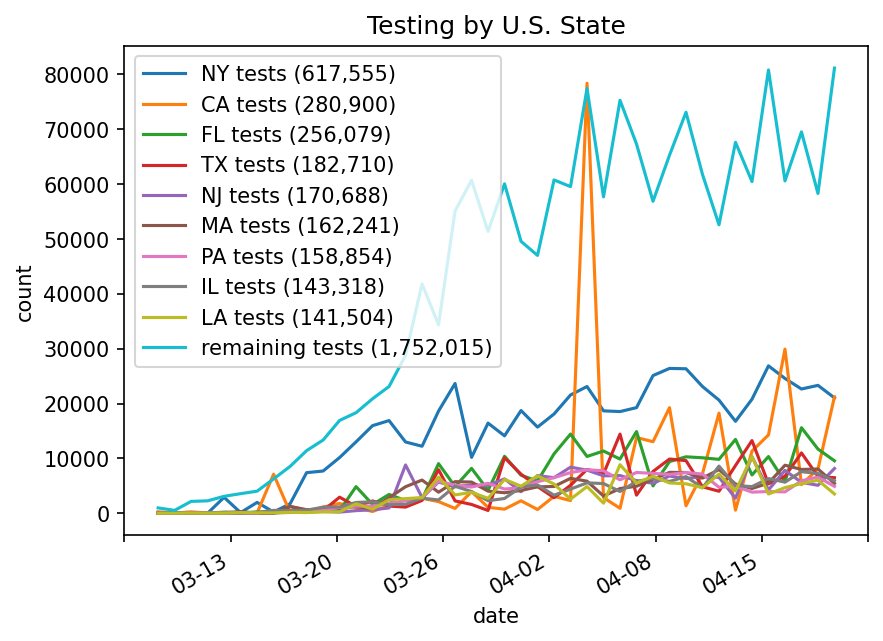 Testing by U.S. State
NY tests (617,555)
CA tests (280,900)
FL tests (256,079)
TX tests (182,710)
NJ tests (170,688)
MA tests (162,241)
PA tests (158,854)
IL tests (143,318)
LA tests (141,504)
remaining tests (1,752,015)
80000
70000
60000
50000
40000
30000
20000
10000
0
count
03-13
03-20
03-26
04-02
04-08
04-15
date